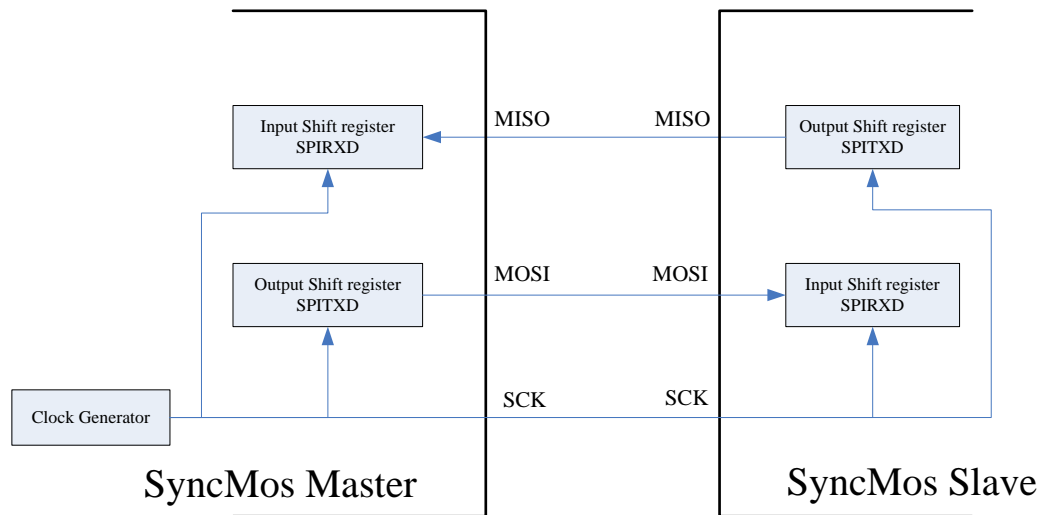 MISO
MISO
Input Shift register
SPIRXD
Output Shift register
SPITXD
MOSI
MOSI
Output Shift register
SPITXD
Input Shift register
SPIRXD
SCK
SCK
Clock Generator
SyncMos Master
SyncMos Slave